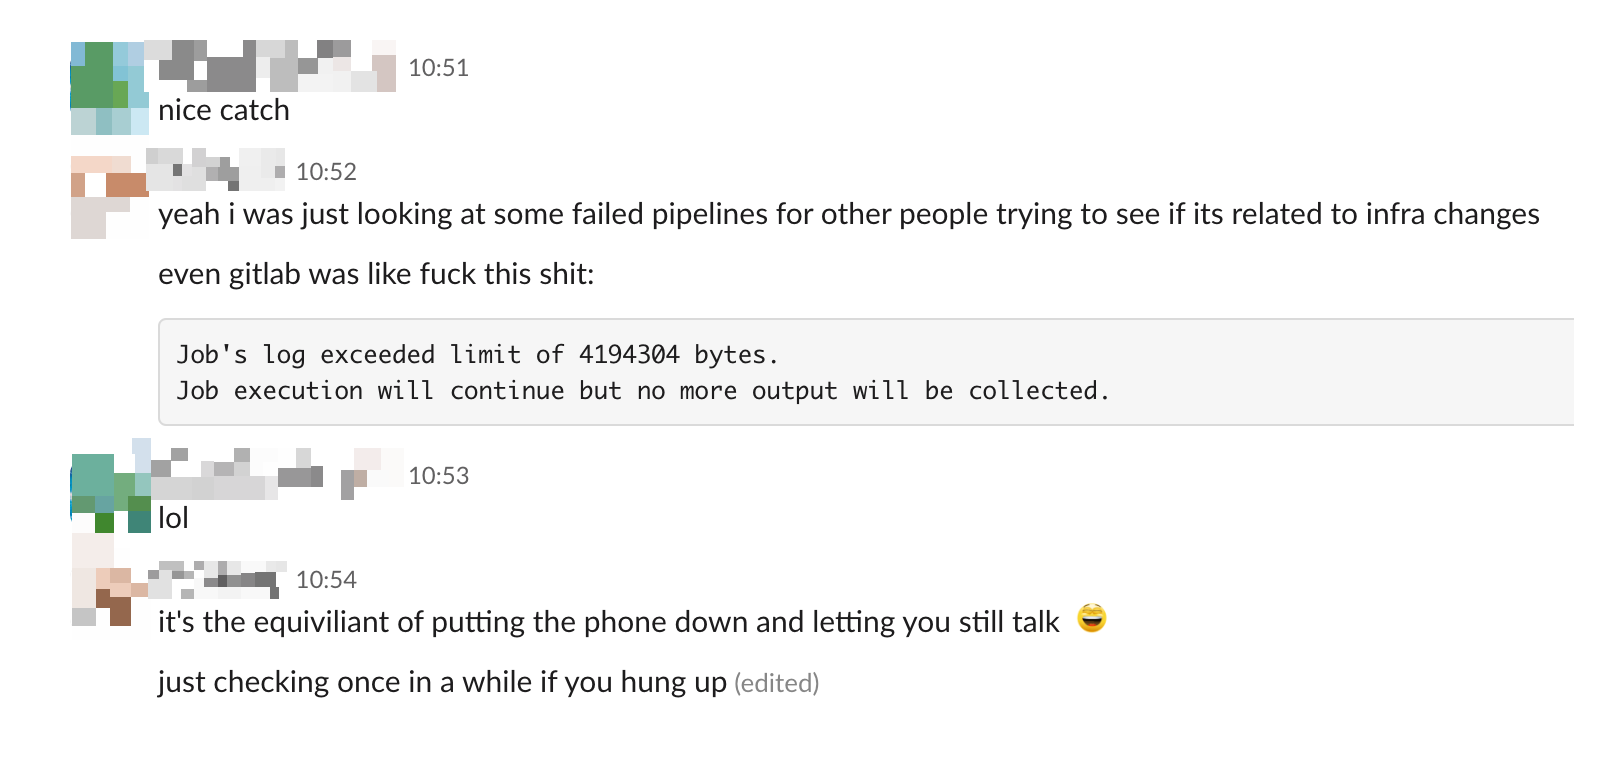 10:51
nice catch
10:52
yeah i was just looking at some failed pipelines for other people trying to see if its related to infra changes
even gitlab was like fuck this shit:
Job's log exceeded limit of 4194304 bytes.
Job execution will continue but no more output will be collected.
10:53
lol
10:54
it's the equiviliant of putting the phone down and letting you still talk 😆
just checking once in a while if you hung up (edited)